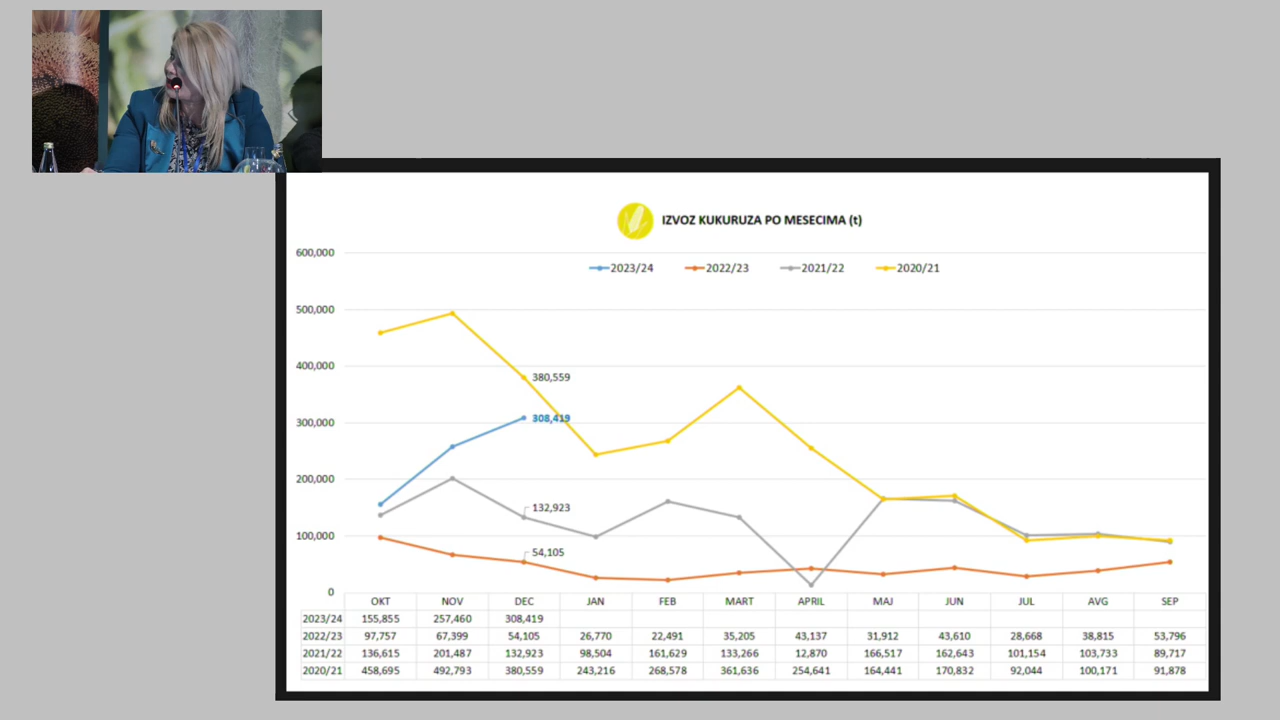 IZVOZ KUKURUZA PO MESECIMA (t)
600,000
2023/24 2022/23 2021/22 2020/21
500,000
400,000
380,559
300,000
308,419
200,000
132,923
100,000
54,105
0
OKT NOV DEC JAN FEB MART APRIL MAJ JUN JUL AVG SEP
2023/24 155,855 257,460 308,419
2022/23 97,757 67,399 54,105 26,770 22,491 35,205 43,137 31,912 43,610 28,668 38,815 53,796
2021/22 136,615 201,487 132,923 98,504 161,629 133,266 12,870 166,517 162,643 101,154 103,733 89,717
2020/21 458,695 492,793 380,559 243,216 268,578 361,636 254,641 164,441 170,832 92,044 100,171 91,878